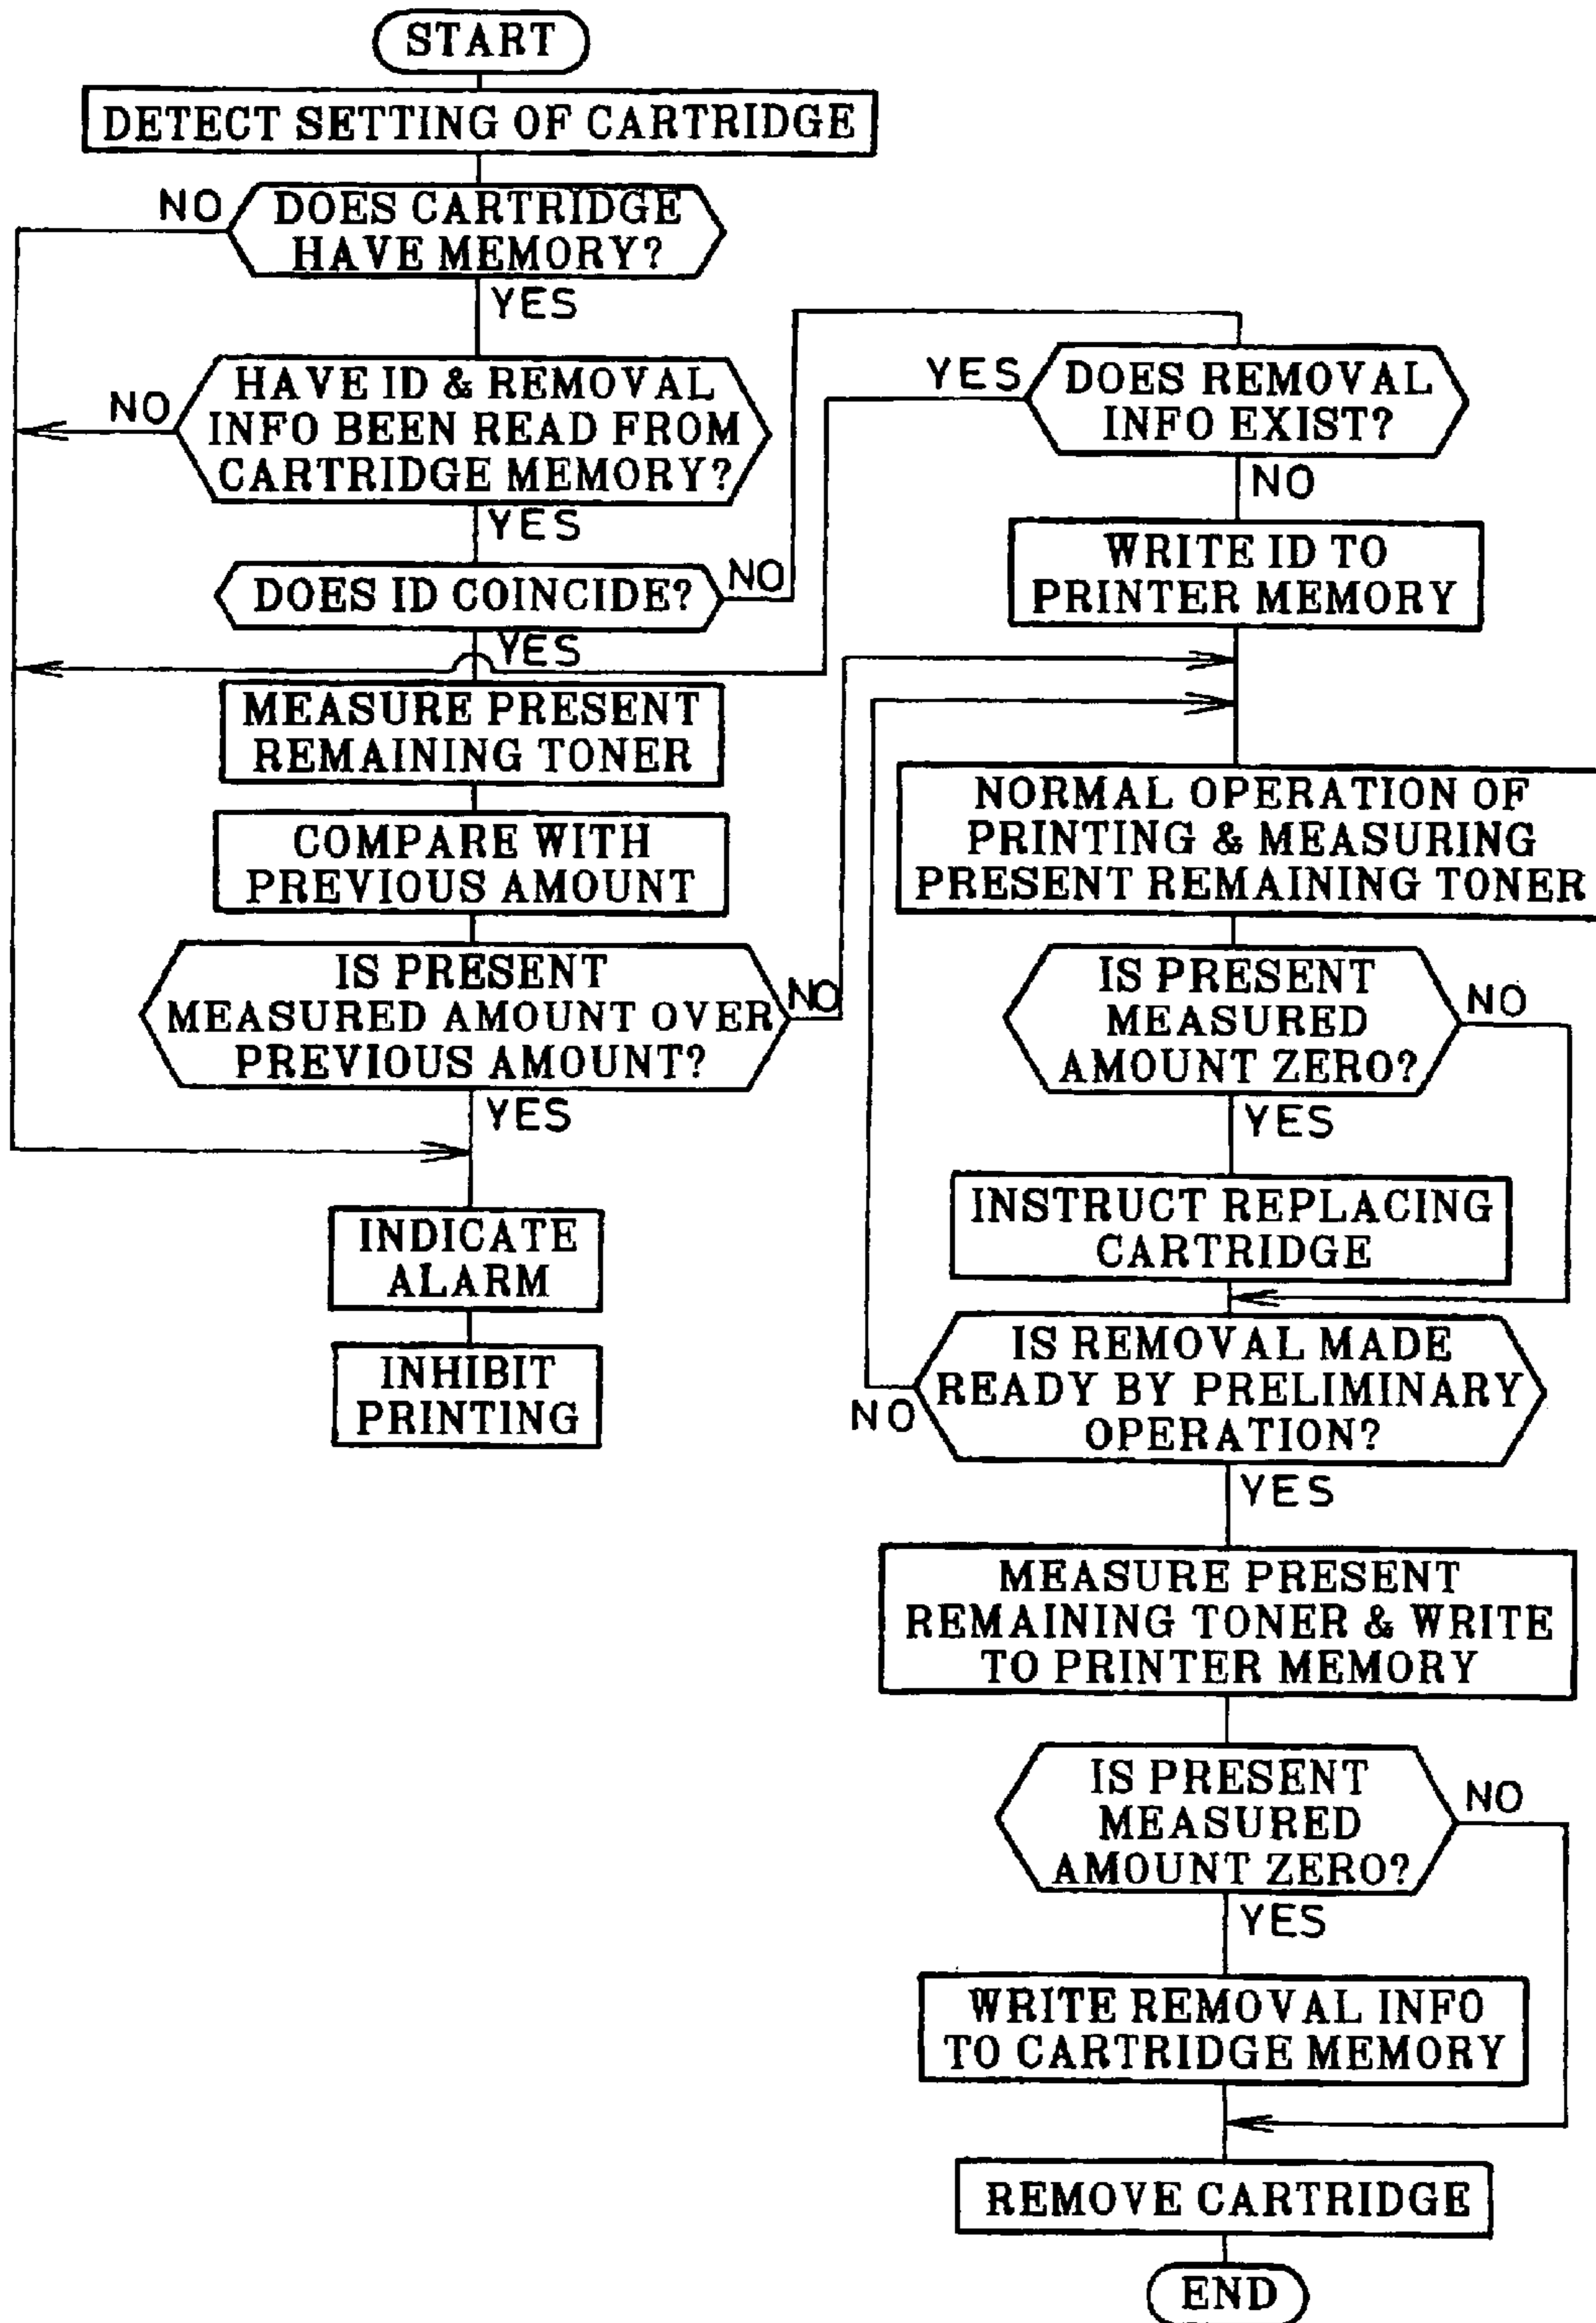 START
DETECT SETTING OF CARTRIDGE
NO
DOES CARTRIDGE
HAVE MEMORY?
YES
HAVE ID & REMOVAL
INFO BEEN READ FROM
CARTRIDGE MEMORY?
NO
YES
DOES ID COINCIDE?
NO
YES
MEASURE PRESENT
REMAINING TONER
COMPARE WITH
PREVIOUS AMOUNT
IS PRESENT
MEASURED AMOUNT OVER
PREVIOUS AMOUNT?
NO
YES
INDICATE
ALARM
INHIBIT
PRINTING
YES
DOES REMOVAL
INFO EXIST?
NO
WRITE ID TO
PRINTER MEMORY
NORMAL OPERATION OF
PRINTING & MEASURING
PRESENT REMAINING TONER
IS PRESENT
MEASURED
AMOUNT ZERO?
NO
YES
INSTRUCT REPLACING
CARTRIDGE
IS REMOVAL MADE
READY BY PRELIMINARY
OPERATION?
NO
YES
MEASURE PRESENT
REMAINING TONER & WRITE
TO PRINTER MEMORY
IS PRESENT
MEASURED
AMOUNT ZERO?
NO
YES
WRITE REMOVAL INFO
TO CARTRIDGE MEMORY
REMOVE CARTRIDGE
END